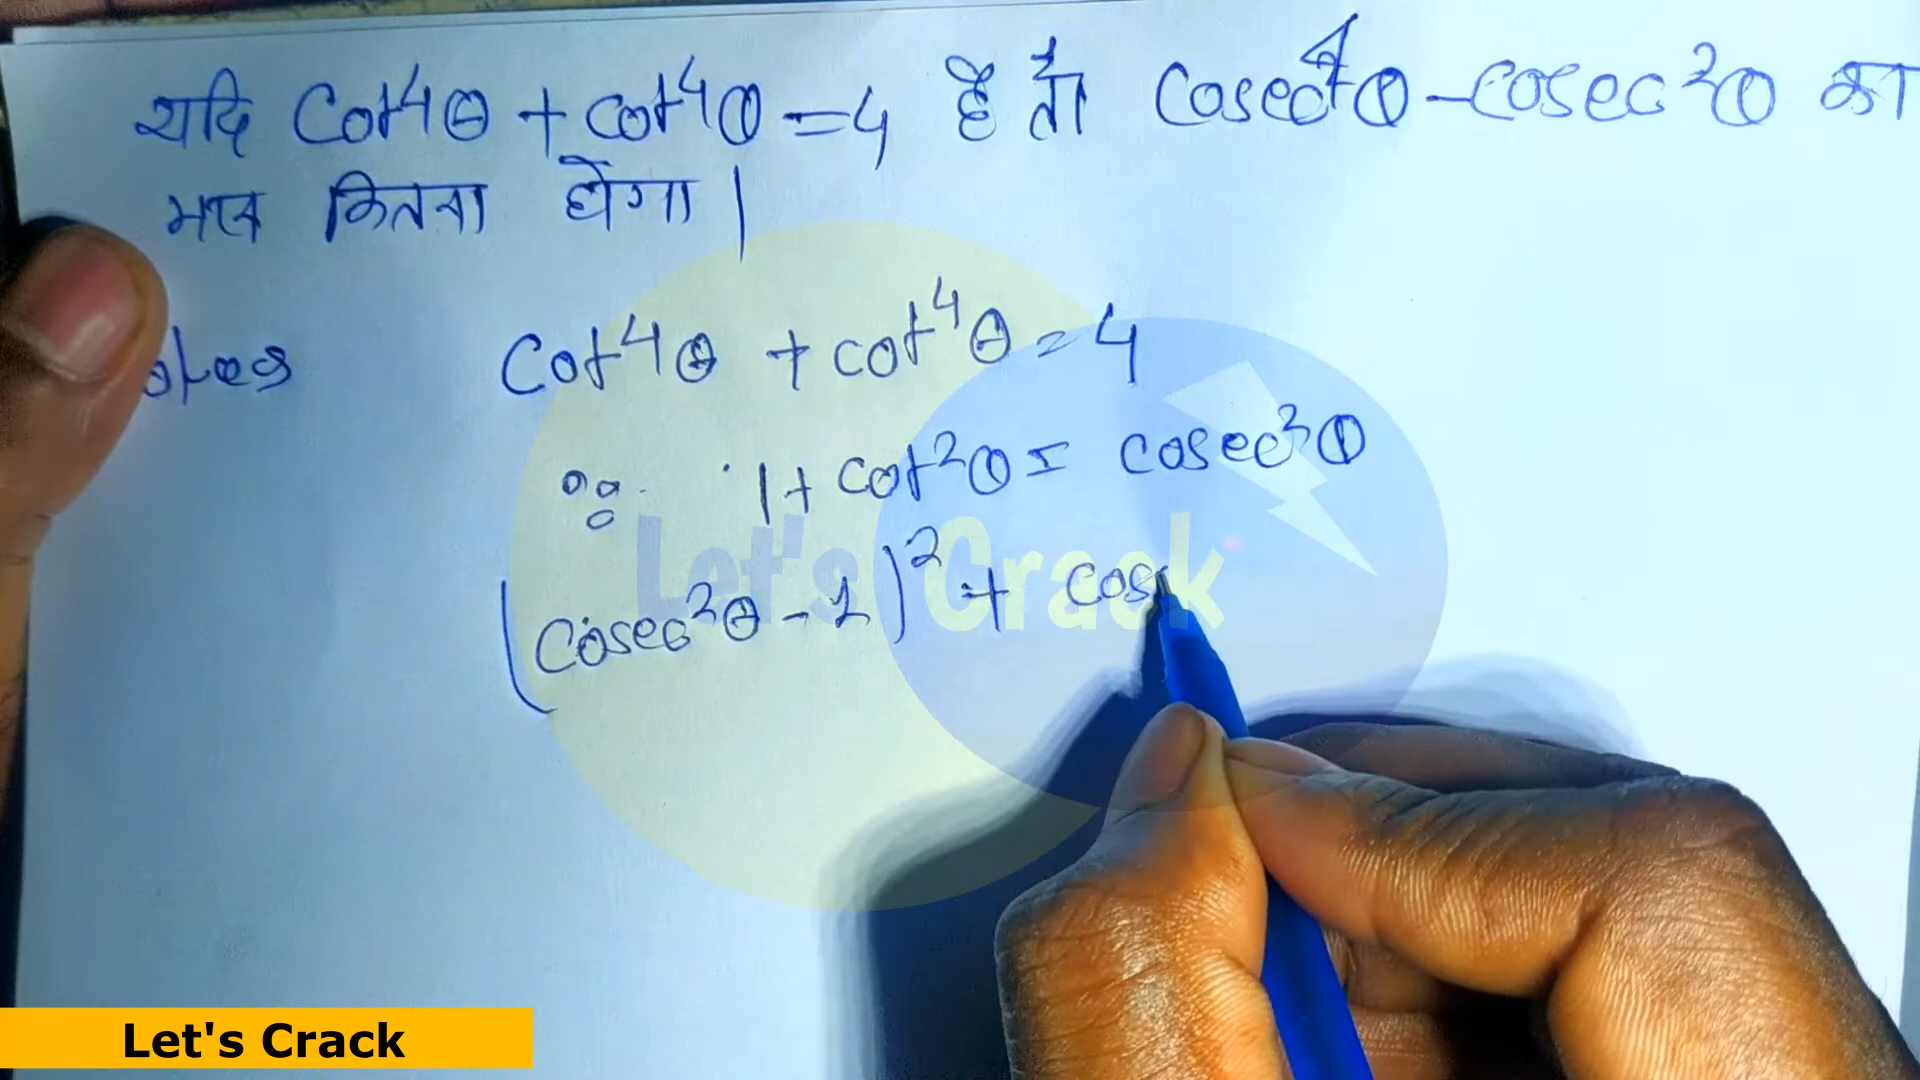 यदि Cot⁴θ + cot⁴θ = 4 है तो Cosec⁴θ - cosec²θ का
मान कितना होगा |
Cot⁴θ + cot⁴θ = 4
∵ 1 + cot²θ = cosec²θ
(cosec²θ - 1)² + cos
Let's Crack
Let's Crack